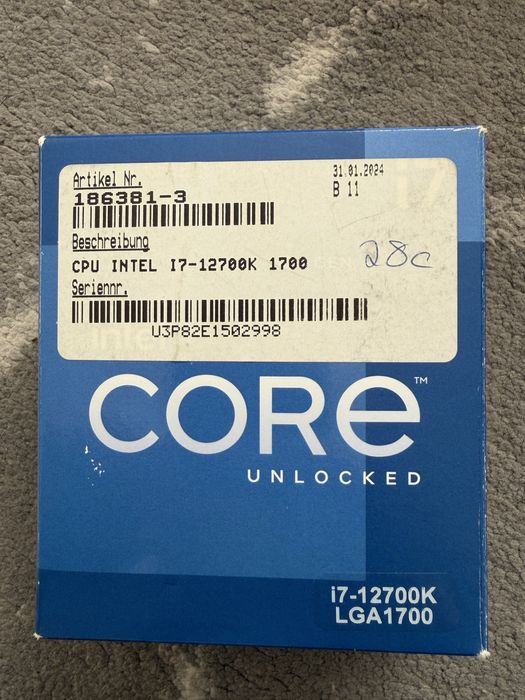 Artikel Nr.
31.01.2024
186381-3
B 11
Beschreibung
28c
CPU INTEL I7-12700K 1700
Seriennr.
U3P82E1502998
CORE™
UNLOCKED
i7-12700K
LGA1700